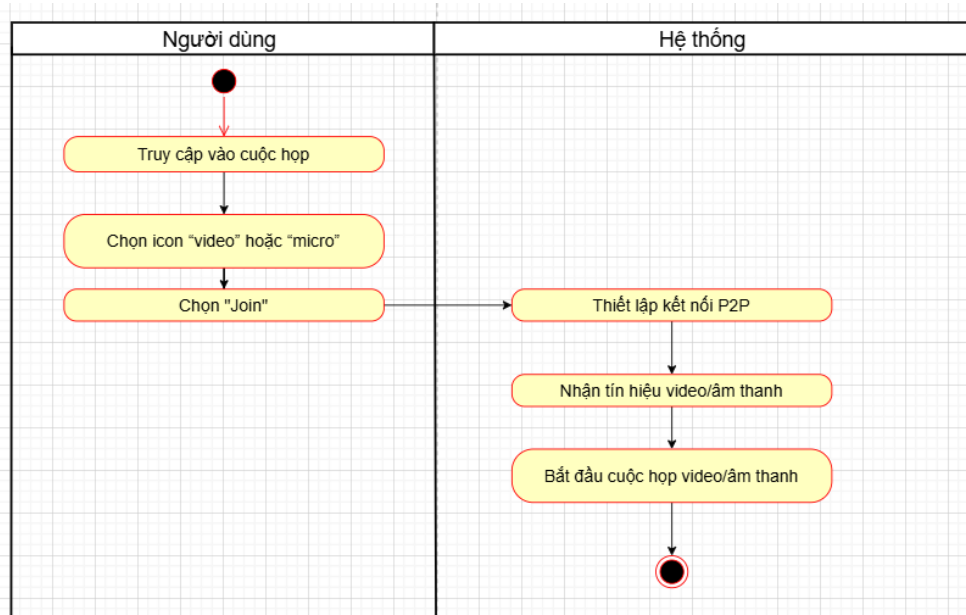 Người dùng
Hệ thống
Truy cập vào cuộc họp
Chọn icon “video” hoặc “micro”
Chọn "Join"
Thiết lập kết nối P2P
Nhận tín hiệu video/âm thanh
Bắt đầu cuộc họp video/âm thanh